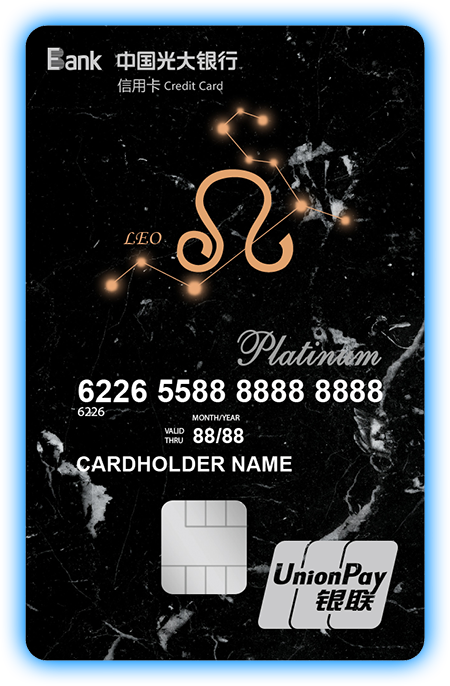 Bank 中国光大银行
信用卡 Credit Card
LEO
Platinum
6226 5588 8888 8888
6226
MONTH/YEAR
VALID THRU 88/88
CARDHOLDER NAME
UnionPay
银联